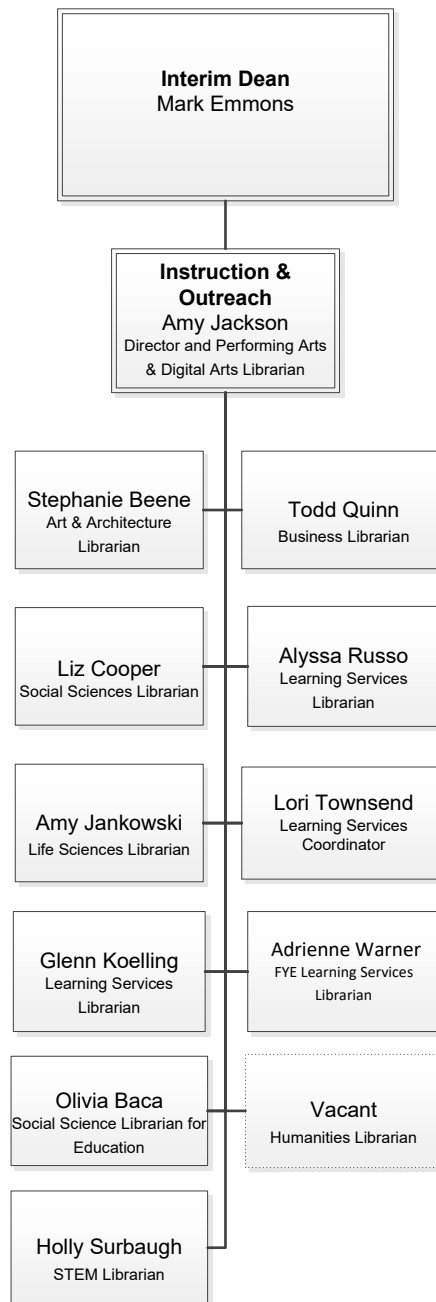 Interim Dean
Mark Emmons
Instruction &
Outreach
Amy Jackson
Director and Performing Arts
& Digital Arts Librarian
Stephanie Beene
Art & Architecture
Librarian
Todd Quinn
Business Librarian
Liz Cooper
Social Sciences Librarian
Alyssa Russo
Learning Services
Librarian
Amy Jankowski
Life Sciences Librarian
Lori Townsend
Learning Services
Coordinator
Glenn Koelling
Learning Services
Librarian
Adrienne Warner
FYE Learning Services
Librarian
Olivia Baca
Social Science Librarian for
Education
Vacant
Humanities Librarian
Holly Surbaugh
STEM Librarian